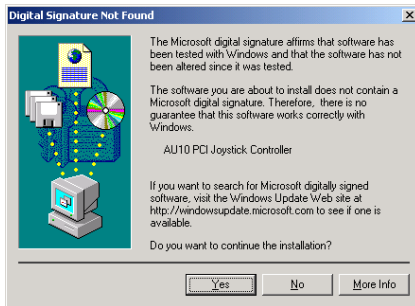 Digital Signature Not Found
The Microsoft digital signature affirms that software has
been tested with Windows and that the software has not
been altered since it was tested.
The software you are about to install does not contain a
Microsoft digital signature. Therefore, there is no
guarantee that this software works correctly with
Windows.
AU10 PCI Joystick Controller
If you want to search for Microsoft digitally signed
software, visit the Windows Update Web site at
http://windowsupdate.microsoft.com to see if one is
available.
Do you want to continue the installation?
Yes No More Info